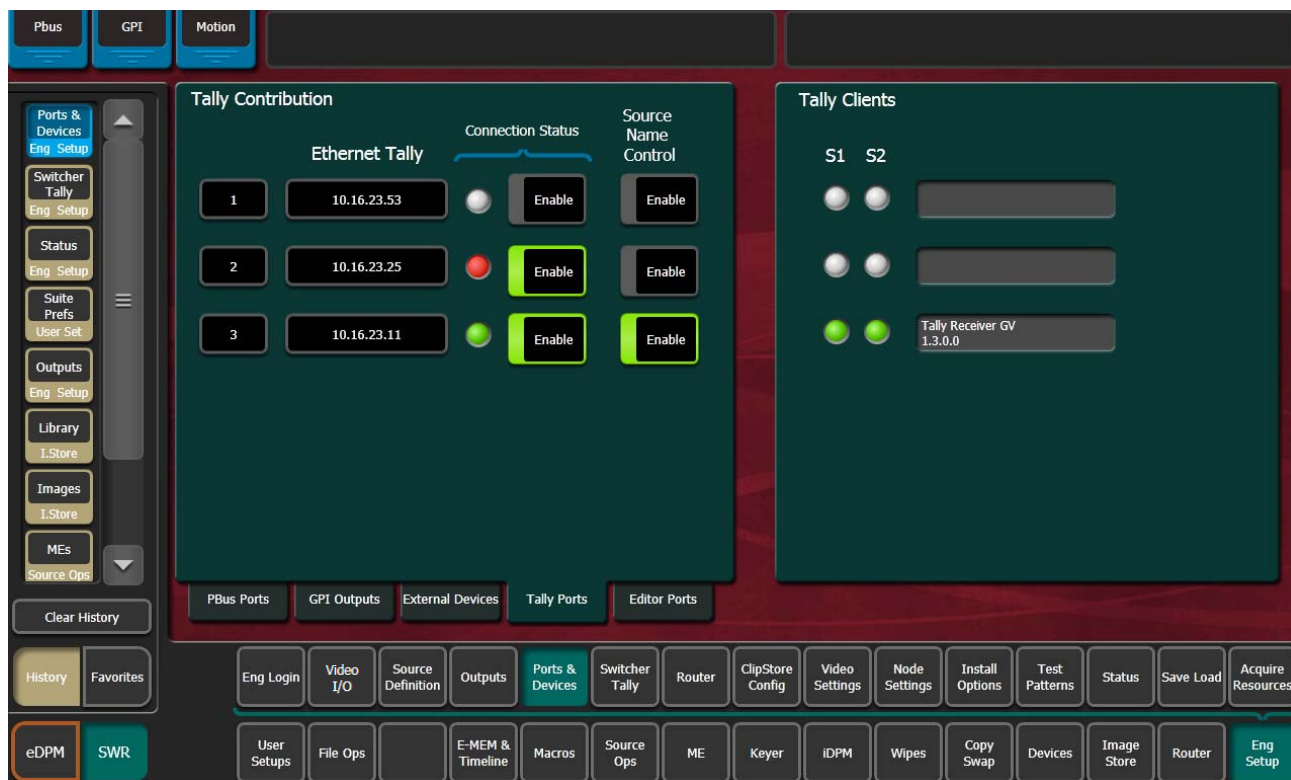 Pbus
GPI
Motion
Ports &
Devices
Eng Setup
Switcher
Tally
Eng Setup
Status
Eng Setup
Suite
Prefs
User Set
Outputs
Eng Setup
Library
I.Store
Images
I.Store
MEs
Source Ops
Clear History
History
Favorites
eDPM
SWR
Tally Contribution
Ethernet Tally
Connection Status
Source
Name
Control
1
10.16.23.53
Enable
Enable
2
10.16.23.25
Enable
Enable
3
10.16.23.11
Enable
Enable
Tally Clients
S1 S2
Tally Receiver GV
1.3.0.0
PBus Ports
GPI Outputs
External Devices
Tally Ports
Editor Ports
Eng Login
Video
I/O
Source
Definition
Outputs
Ports &
Devices
Switcher
Tally
Router
ClipStore
Config
Video
Settings
Node
Settings
Install
Options
Test
Patterns
Status
Save Load
Acquire
Resources
User
Setups
File Ops
E-MEM &
Timeline
Macros
Source
Ops
ME
Keyer
iDPM
Wipes
Copy
Swap
Devices
Image
Store
Router
Eng
Setup